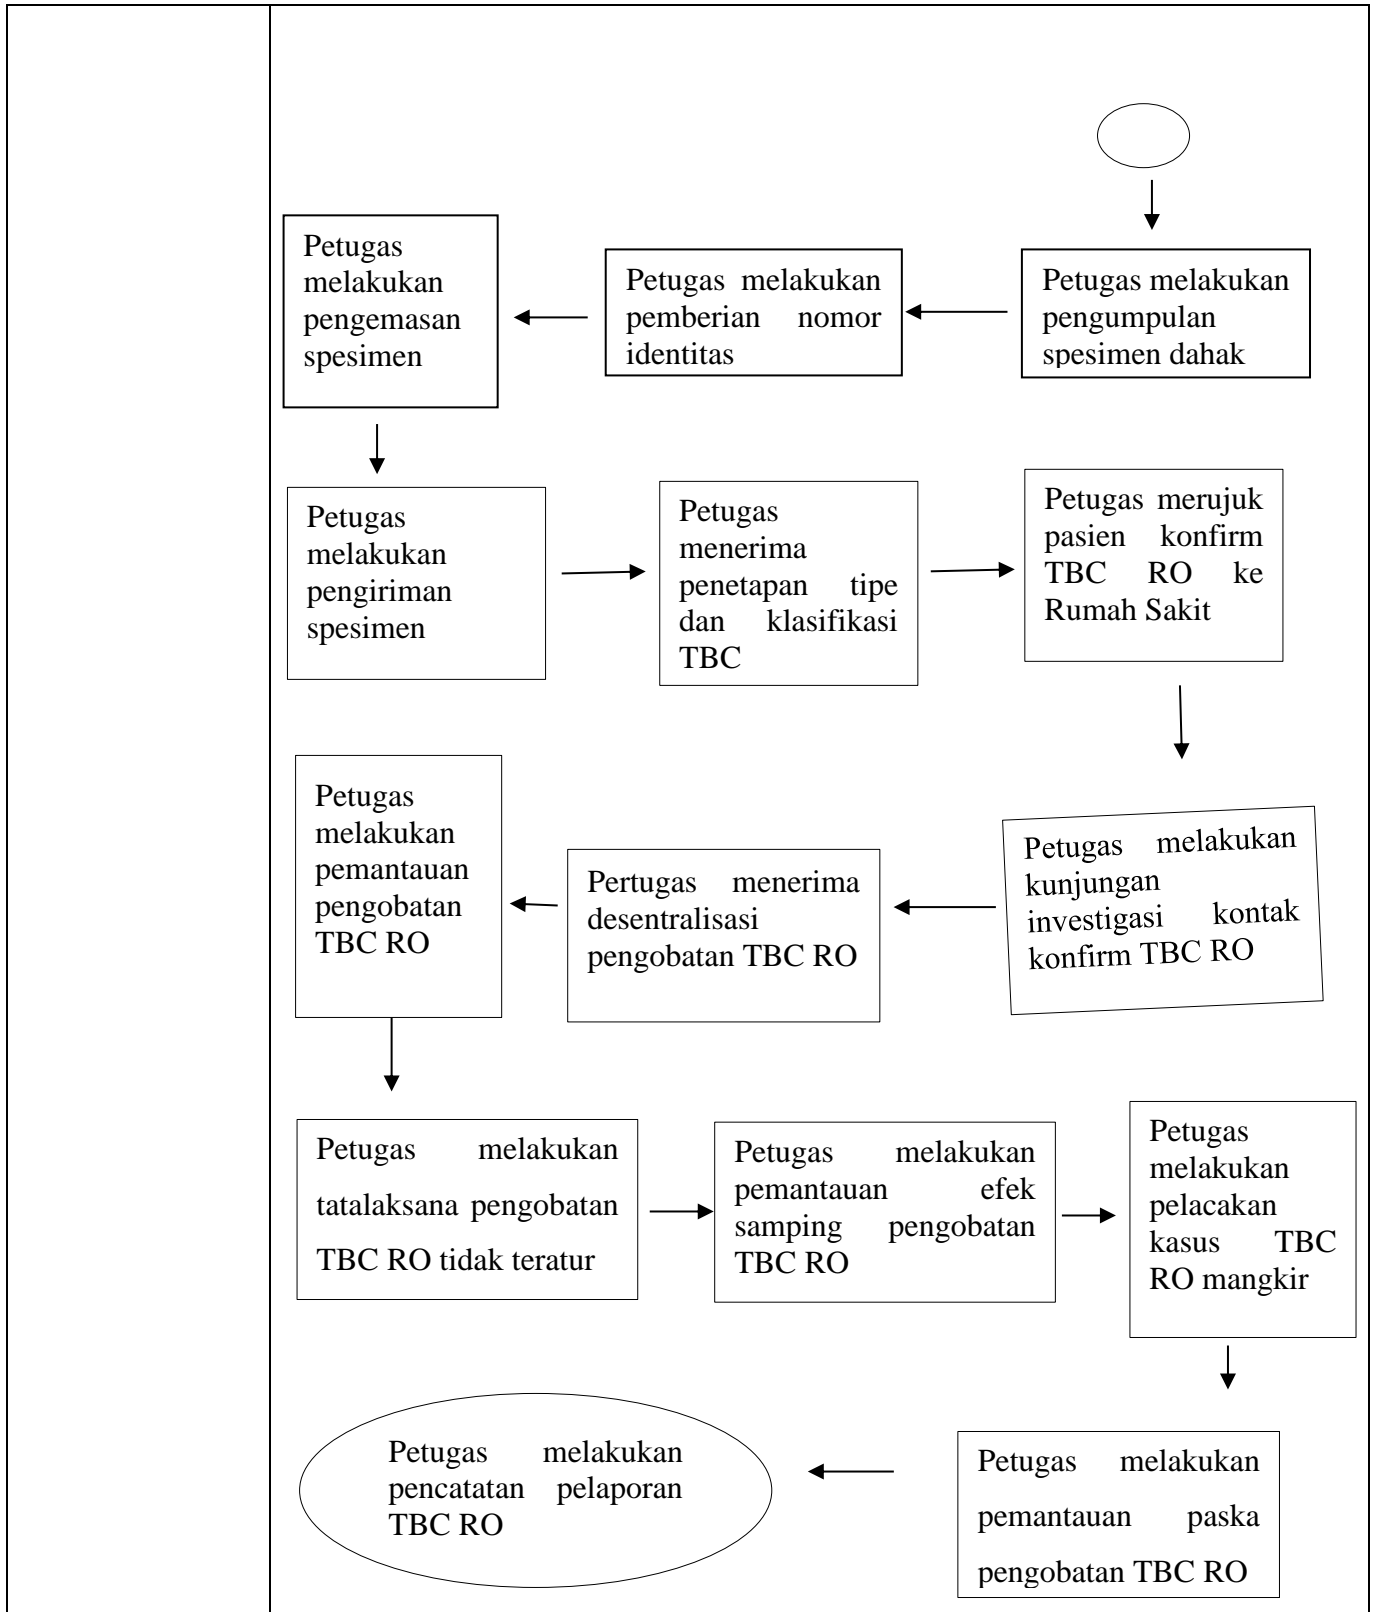 Petugas melakukan
pengumpulan
spesimen dahak
Petugas melakukan
pemberian nomor
identitas
Petugas
melakukan
pengemasan
spesimen
Petugas
melakukan
pengiriman
spesimen
Petugas
menerima
penetapan tipe
dan klasifikasi
TBC
Petugas merujuk
pasien konfirm
TBC RO ke
Rumah Sakit
Petugas melakukan
kunjungan
investigasi kontak
konfirm TBC RO
Pertugas menerima
desentralisasi
pengobatan TBC RO
Petugas
melakukan
pemantauan
pengobatan
TBC RO
Petugas melakukan
tatalaksana pengobatan
TBC RO tidak teratur
Petugas melakukan
pemantauan efek
samping pengobatan
TBC RO
Petugas
melakukan
pelacakan
kasus TBC
RO mangkir
Petugas melakukan
pemantauan paska
pengobatan TBC RO
Petugas melakukan
pencatatan pelaporan
TBC RO